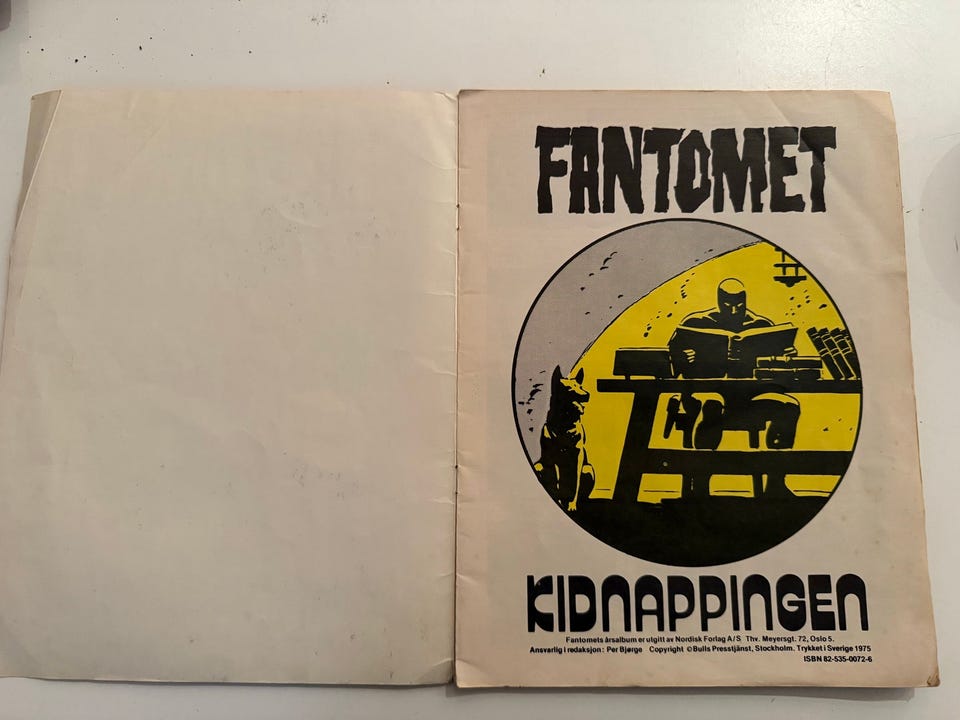 FANTOMET
KIDNAPPINGEN
Fantomets årsalbum er utgitt av Nordisk Forlag A/S Thv. Meyersgt. 72, Oslo 5.
Ansvarlig i redaksjon: Per Bjørge Copyright ©Bulls Presstjänst, Stockholm. Trykket i Sverige 1975
ISBN 82-535-0072-6